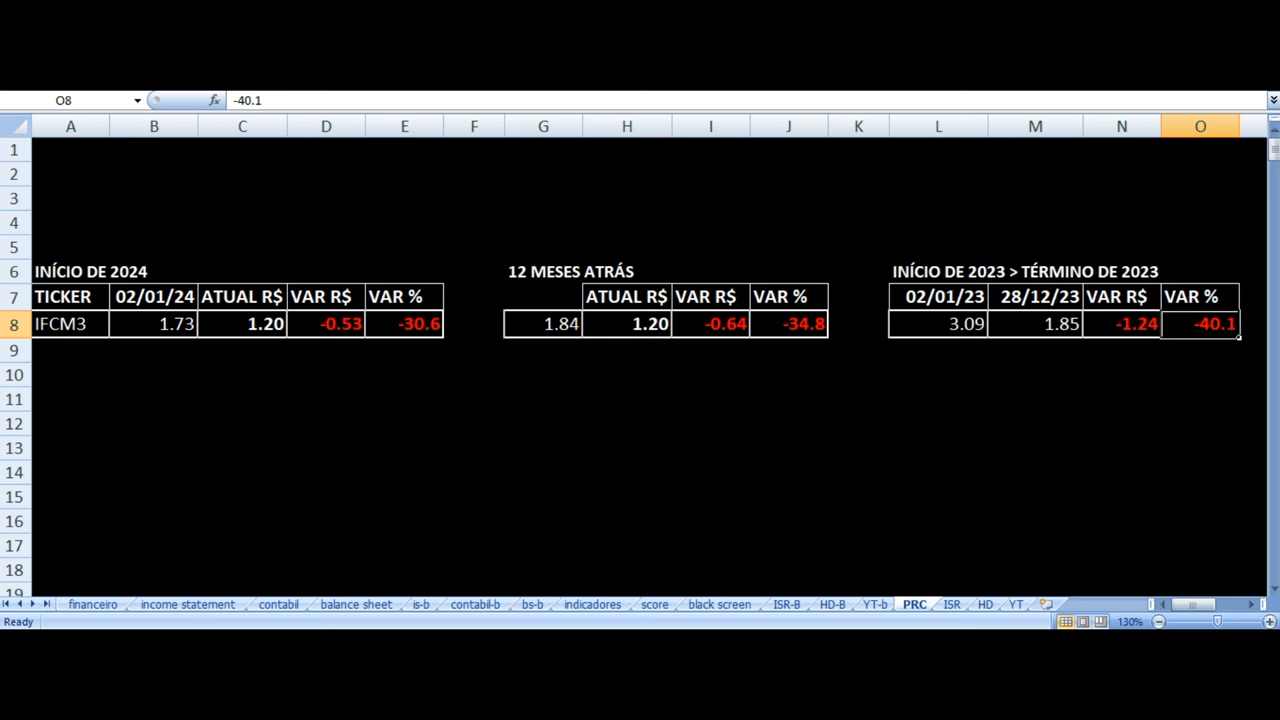 O8 fx -40.1
A B C D E F G H I J K L M N O
1
2
3
4
5
6 INÍCIO DE 2024 12 MESES ATRÁS INÍCIO DE 2023 > TÉRMINO DE 2023
7 TICKER 02/01/24 ATUAL R$ VAR R$ VAR % ATUAL R$ VAR R$ VAR % 02/01/23 28/12/23 VAR R$ VAR %
8 IFCM3 1.73 1.20 -0.53 -30.6 1.84 1.20 -0.64 -34.8 3.09 1.85 -1.24 -40.1
9
10
11
12
13
14
15
16
17
18
19
financeiro income statement contabil balance sheet is-b contabil-b bs-b indicadores score black screen ISR-B HD-B YT-b PRC ISR HD YT
Ready 130%